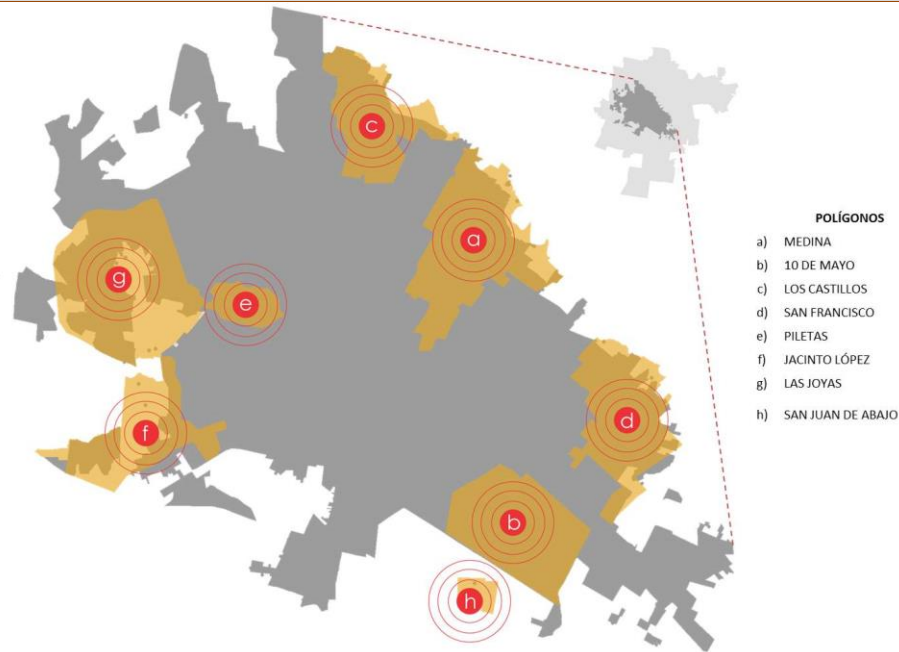 c
a
g
e
f
d
b
h
POLÍGONOS
a) MEDINA
b) 10 DE MAYO
c) LOS CASTILLOS
d) SAN FRANCISCO
e) PILETAS
f) JACINTO LÓPEZ
g) LAS JOYAS
h) SAN JUAN DE ABAJO